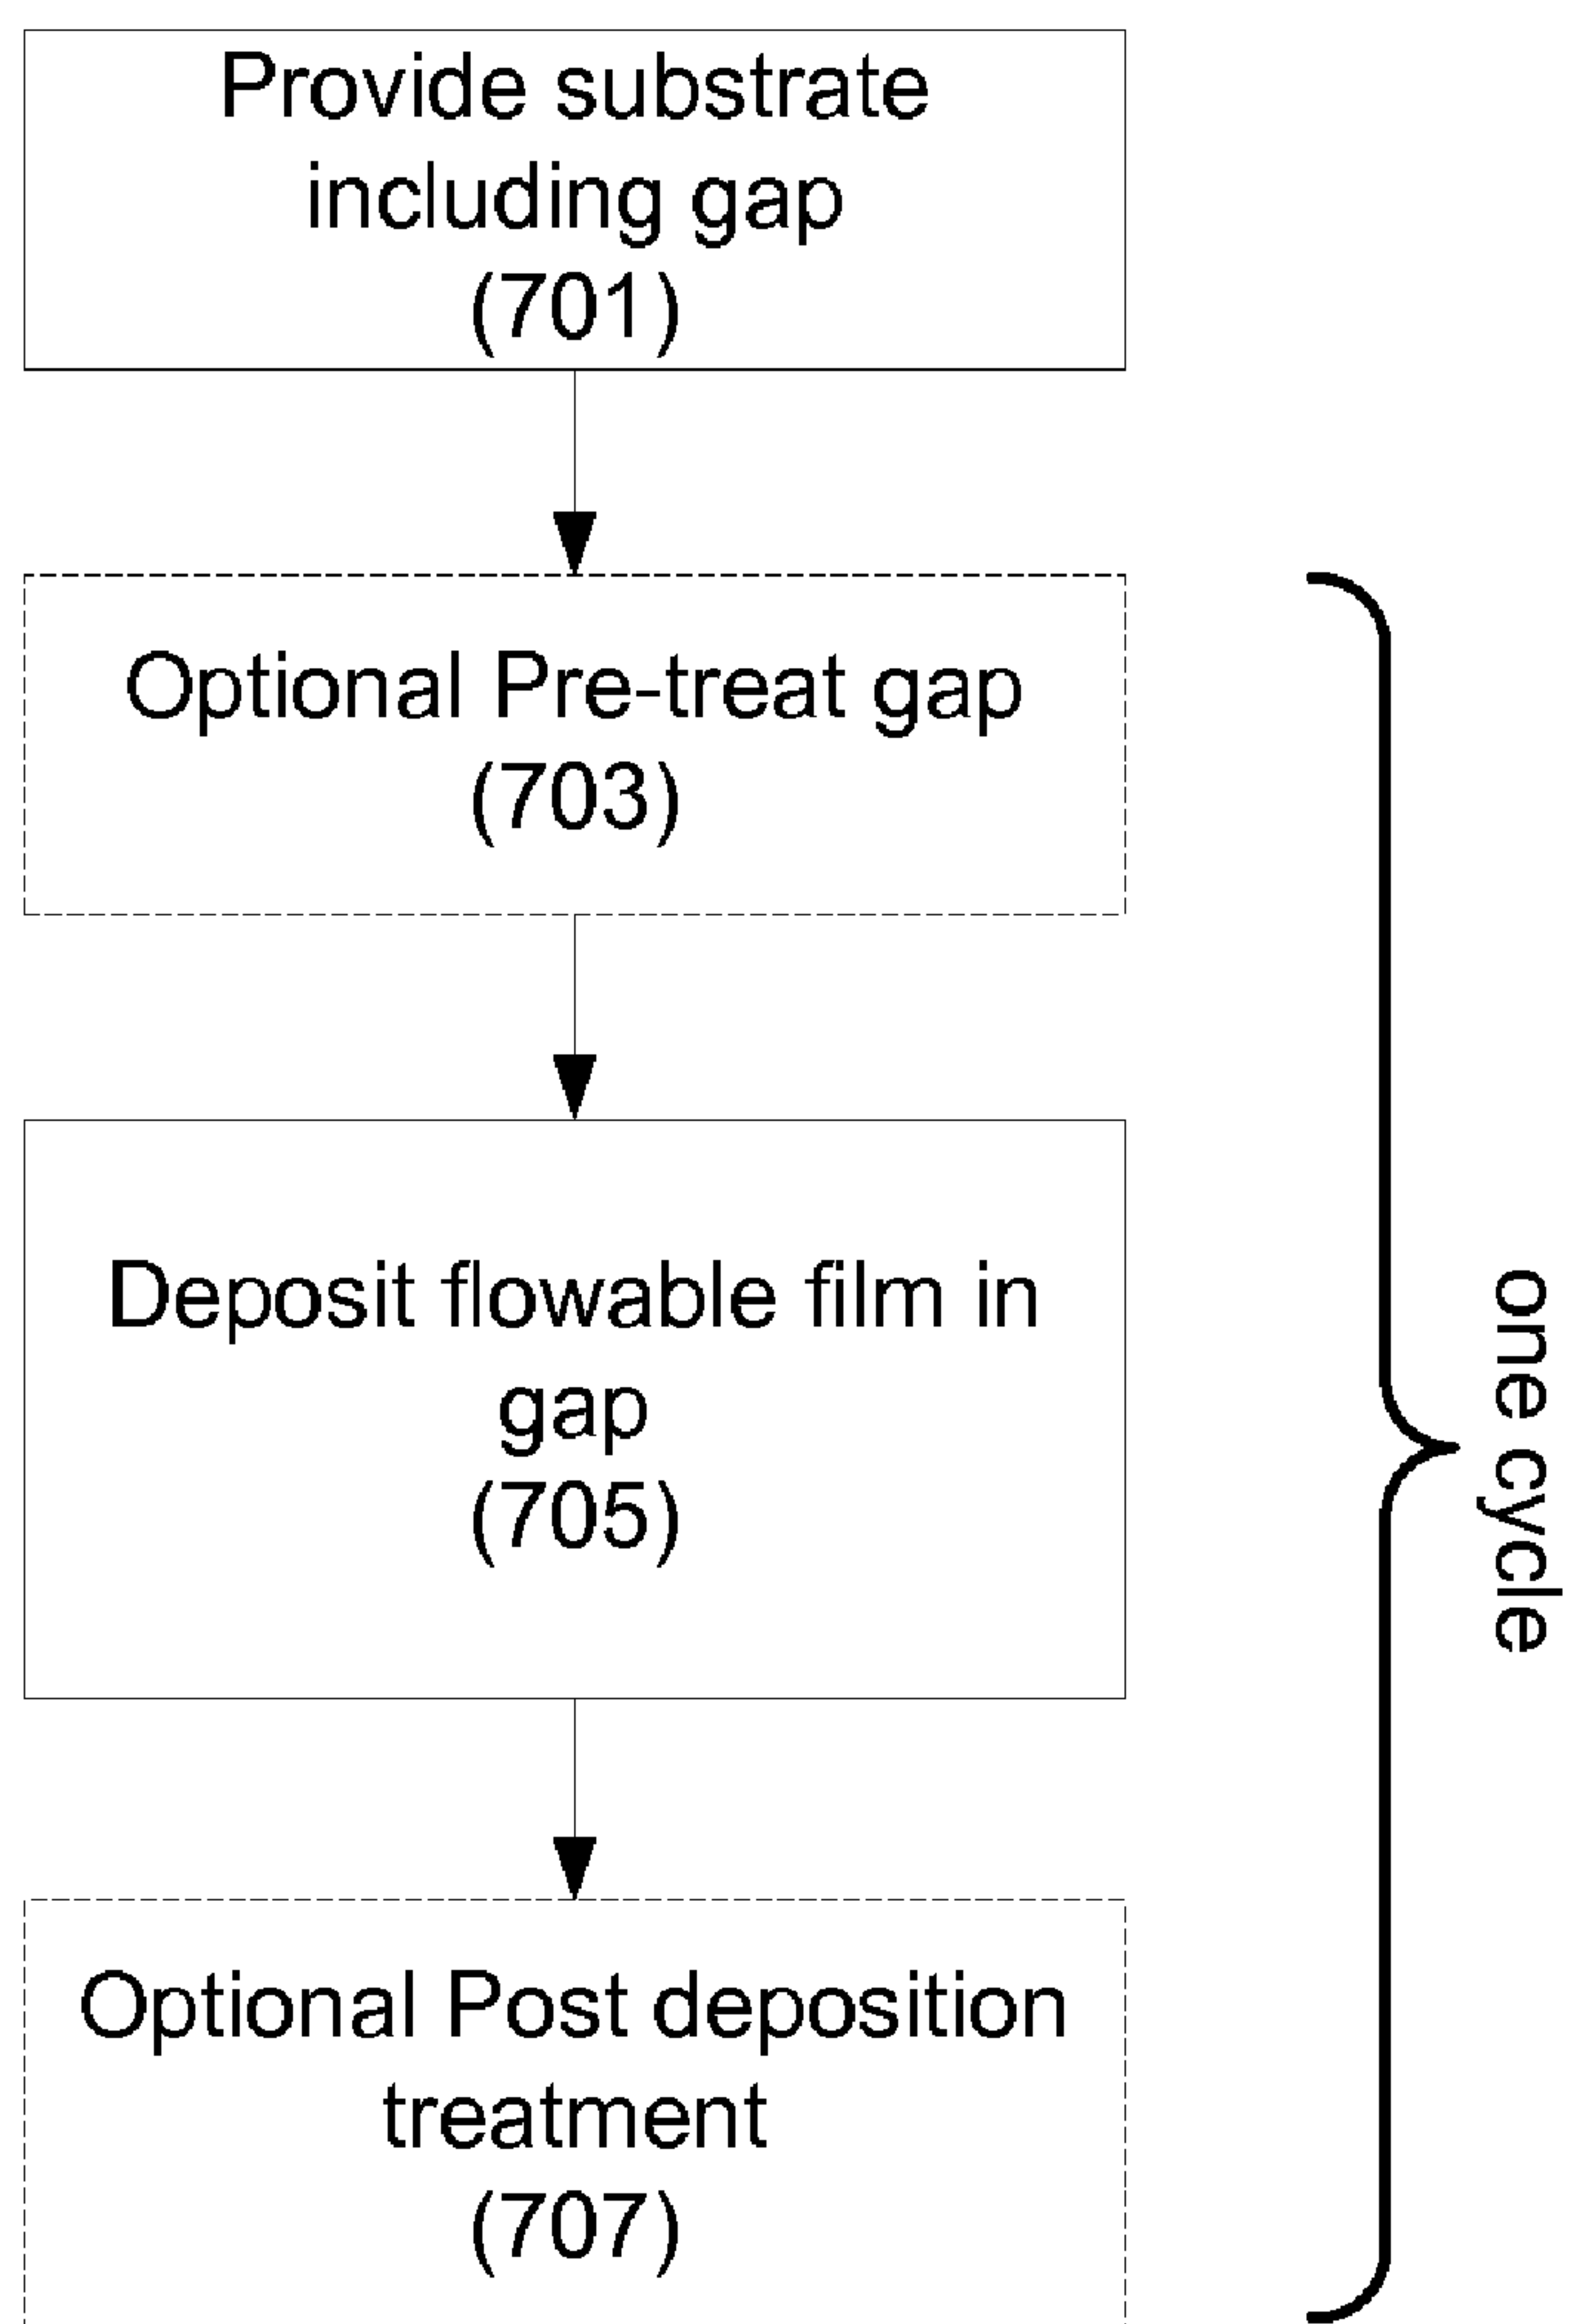 Provide substrate
including gap
(701)
Optional Pre-treat gap
(703)
Deposit flowable film in
gap
(705)
Optional Post deposition
treatment
(707)
one cycle